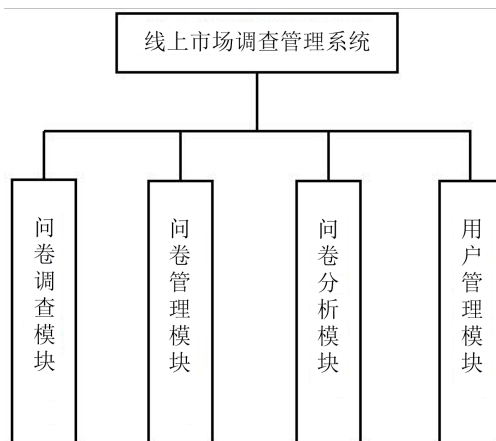 线上市场调查管理系统
问卷调查模块
问卷管理模块
问卷分析模块
用户管理模块